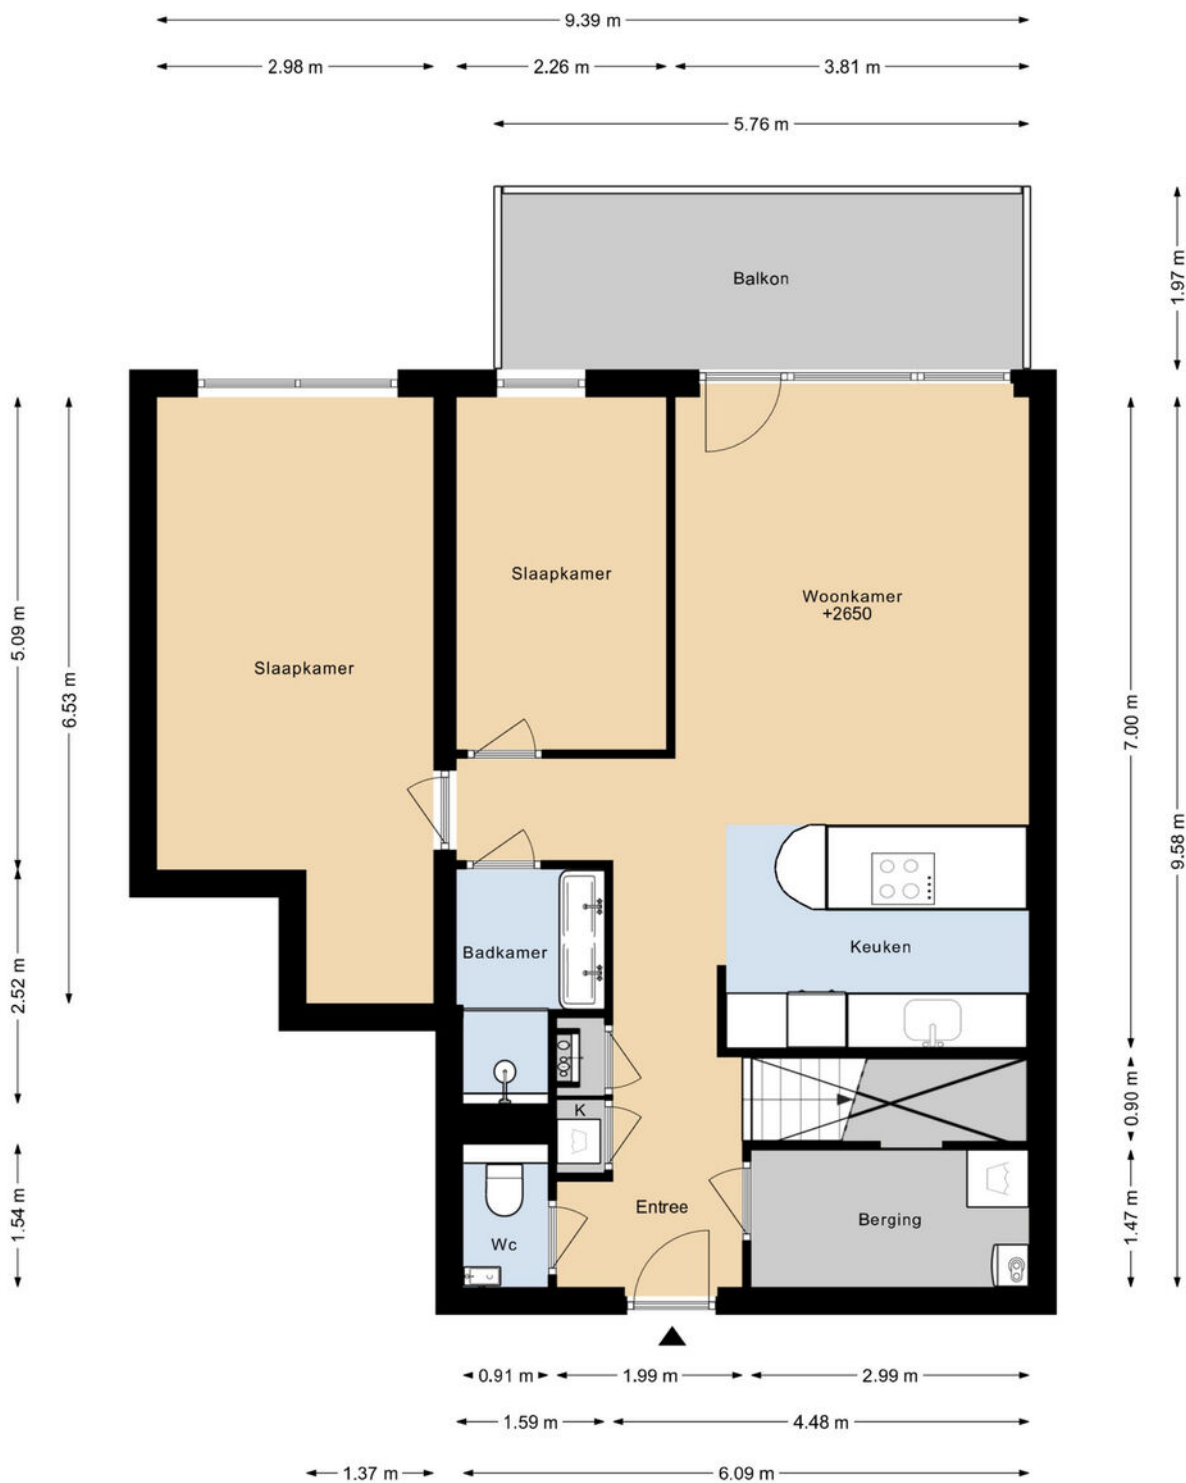 9.39 m
2.98 m
2.26 m
3.81 m
5.76 m
Balkon
1.97 m
Slaapkamer
Woonkamer
+2650
Slaapkamer
5.09 m
6.53 m
7.00 m
9.58 m
Badkamer
Keuken
2.52 m
K
0.90 m
Entree
Berging
Wc
1.54 m
1.47 m
0.91 m
1.99 m
2.99 m
1.59 m
4.48 m
1.37 m
6.09 m